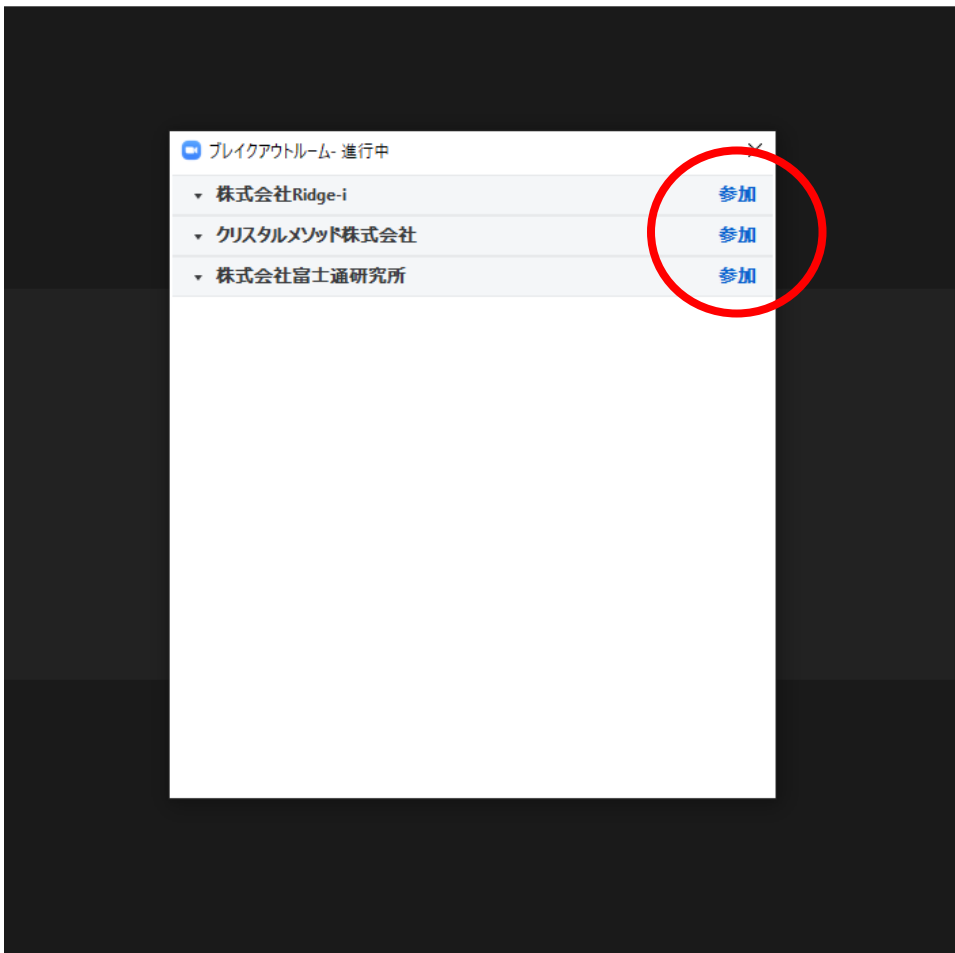 ブレイクアウトルーム- 進行中
株式会社Ridge-i 参加
クリスタルメソッド株式会社 参加
株式会社富士通研究所 参加